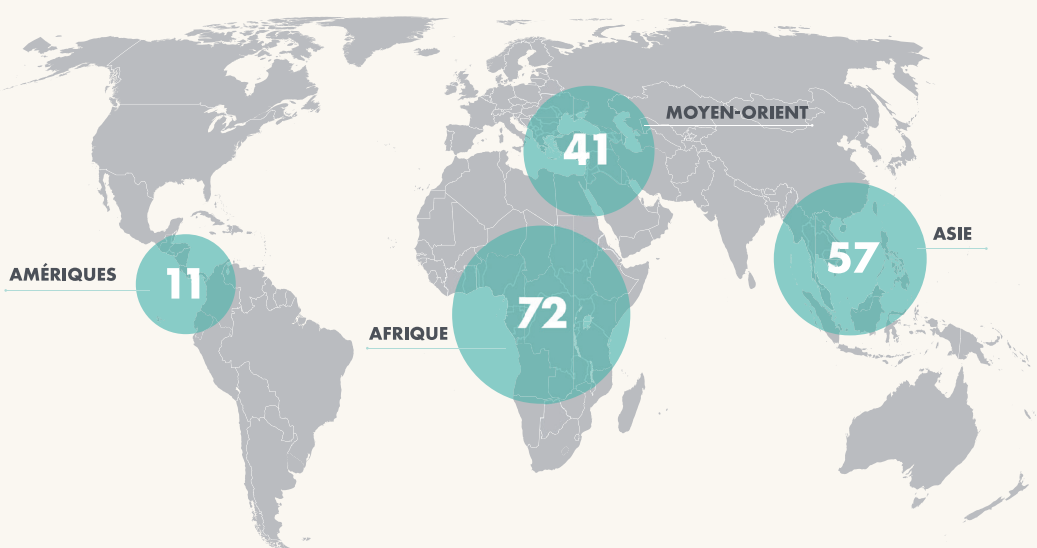 MOYEN-ORIENT
41
ASIE
57
AMÉRIQUES
11
AFRIQUE
72